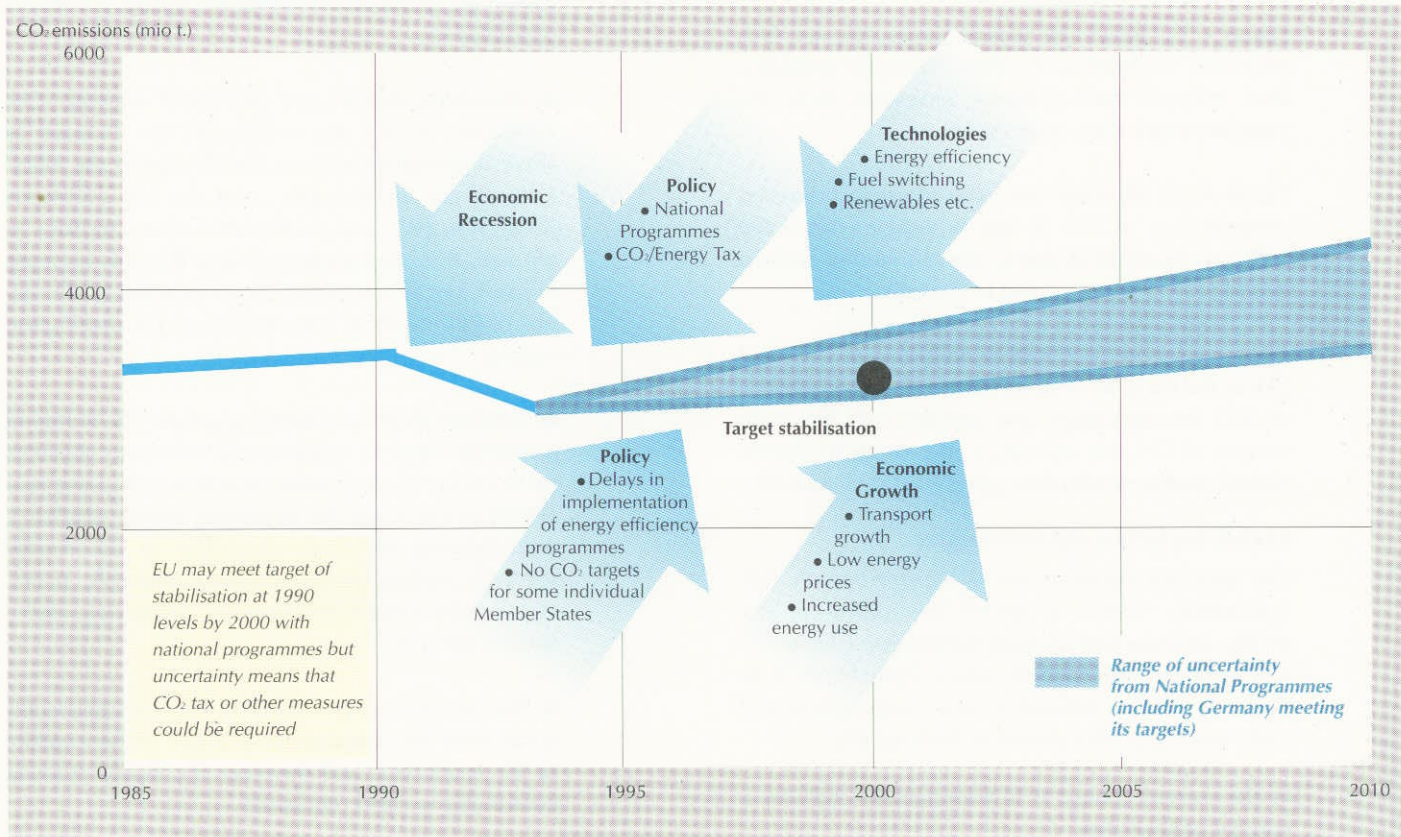 CO₂ emissions (mio t.)
6000
4000
2000
0
1985
1990
1995
2000
2005
2010
Economic
Recession
Policy
● National
Programmes
● CO₂/Energy Tax
Technologies
● Energy efficiency
● Fuel switching
● Renewables etc.
Target stabilisation
Policy
● Delays in
implementation
of energy efficiency
programmes
● No CO₂ targets
for some individual
Member States
Economic
Growth
● Transport
growth
● Low energy
prices
● Increased
energy use
EU may meet target of
stabilisation at 1990
levels by 2000 with
national programmes but
uncertainty means that
CO₂ tax or other measures
could be required
Range of uncertainty
from National Programmes
(including Germany meeting
its targets)